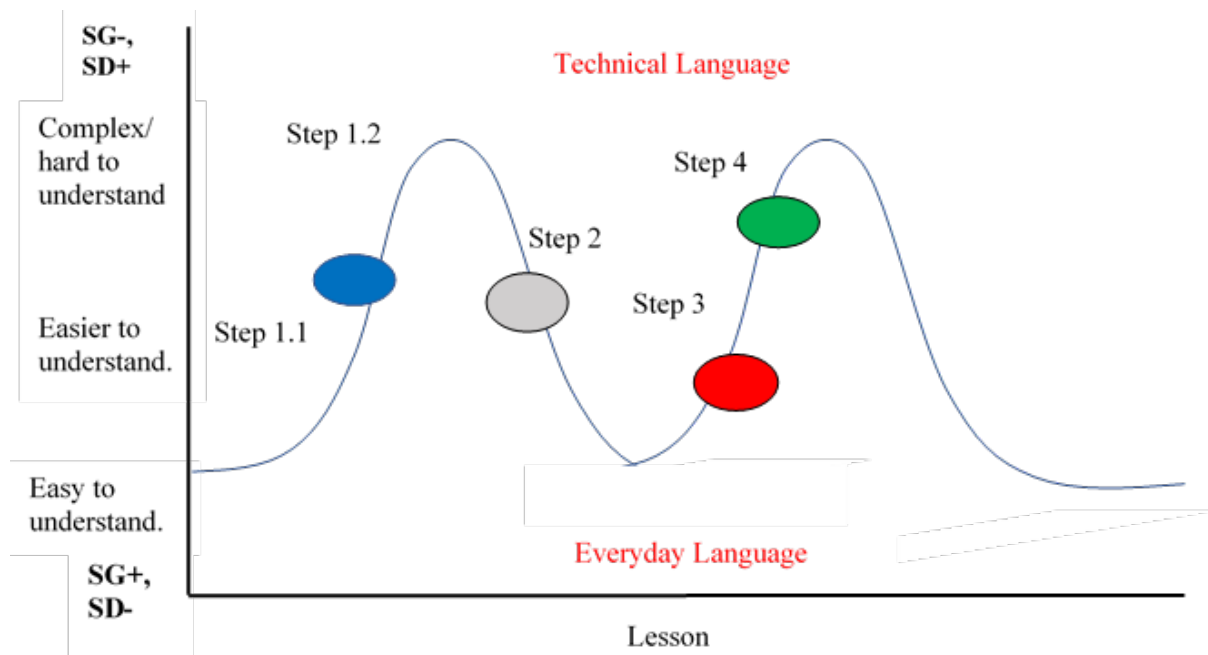 SG-,
SD+
Technical Language
Complex/
hard to
understand
Step 1.2
Step 4
Step 2
Step 3
Easier to
understand.
Step 1.1
Easy to
understand.
Everyday Language
SG+,
SD-
Lesson